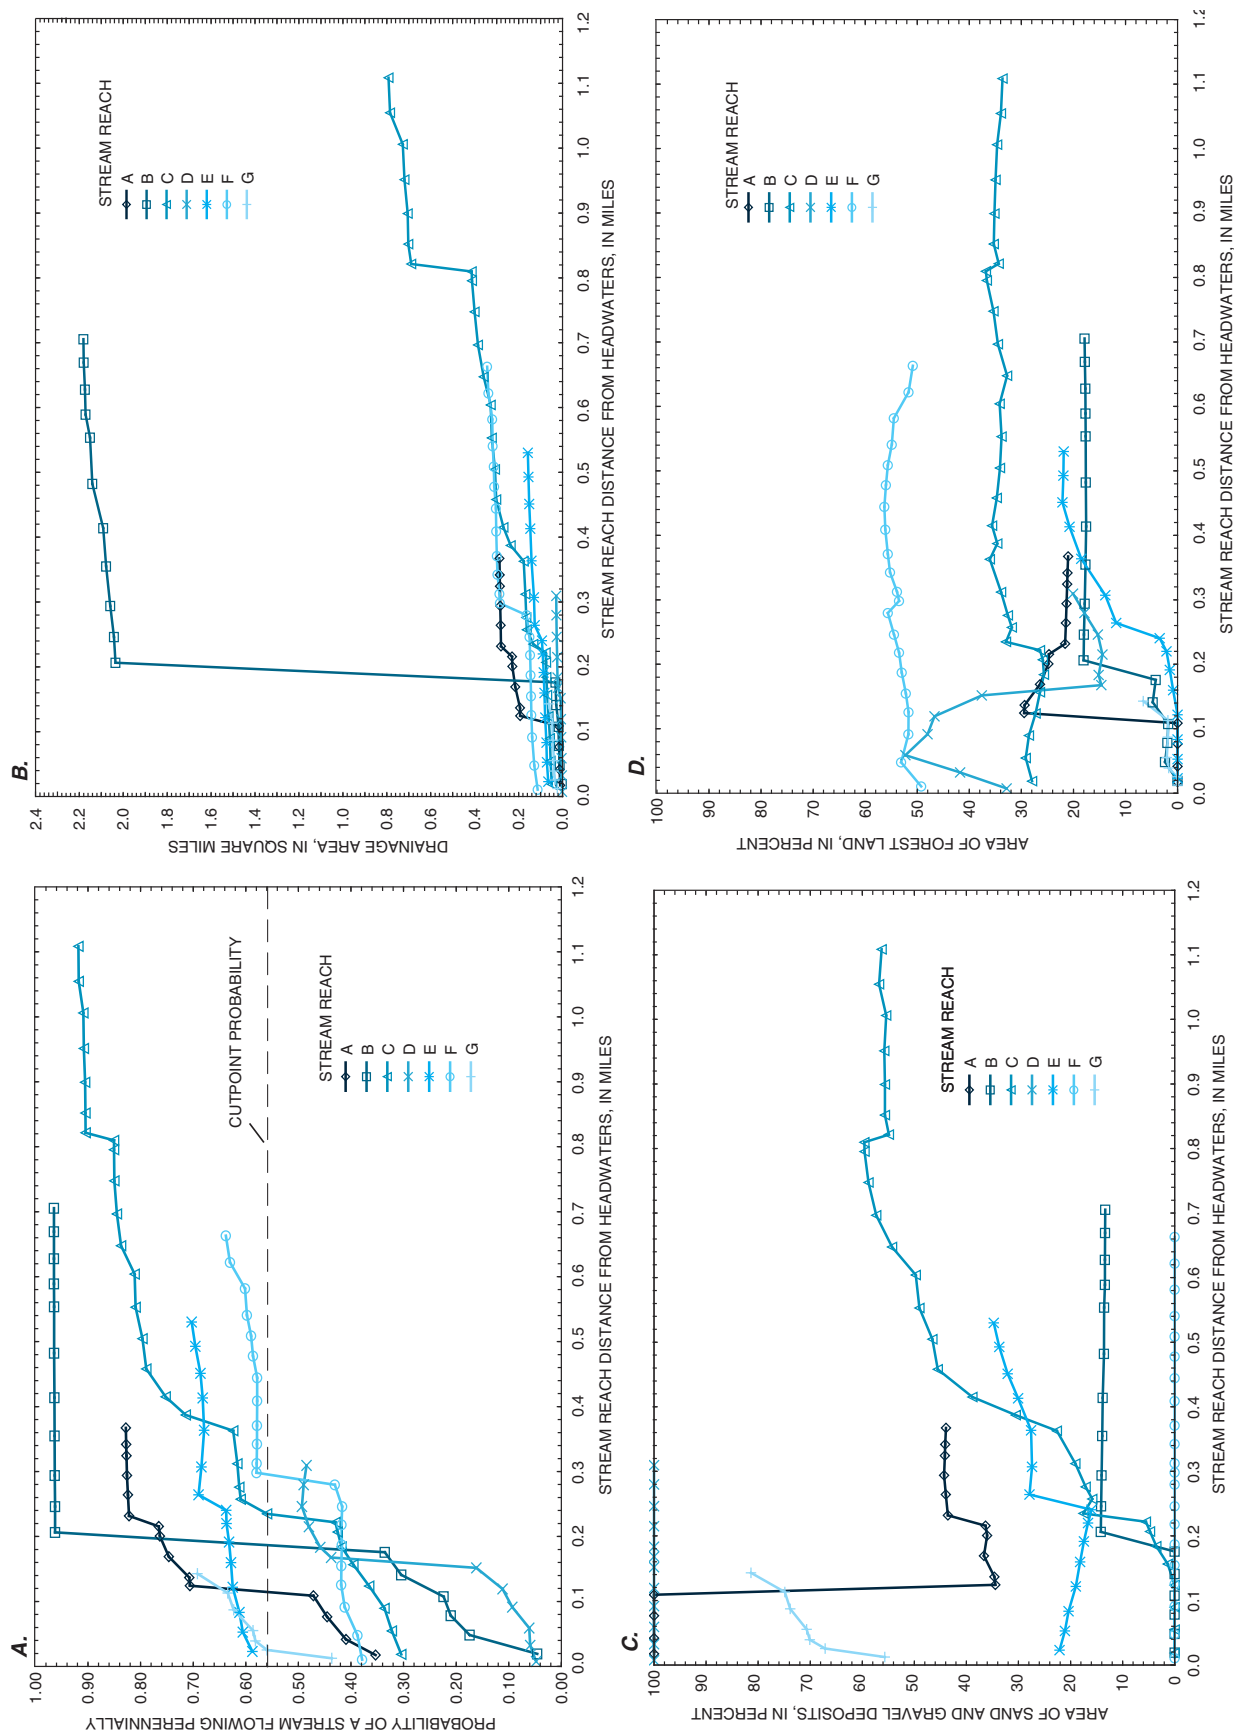 A.
PROBABILITY OF A STREAM FLOWING PERENNIALLY
1.00
0.90
0.80
0.70
0.60
0.50
0.40
0.30
0.20
0.10
0.00
0.0 0.1 0.2 0.3 0.4 0.5 0.6 0.7 0.8 0.9 1.0 1.1 1.2
STREAM REACH DISTANCE FROM HEADWATERS, IN MILES
CUTPOINT PROBABILITY
STREAM REACH
A
B
C
D
E
F
G
B.
DRAINAGE AREA, IN SQUARE MILES
2.4
2.2
2.0
1.8
1.6
1.4
1.2
1.0
0.8
0.6
0.4
0.2
0.0
0.0 0.1 0.2 0.3 0.4 0.5 0.6 0.7 0.8 0.9 1.0 1.1 1.2
STREAM REACH DISTANCE FROM HEADWATERS, IN MILES
STREAM REACH
A
B
C
D
E
F
G
C.
AREA OF SAND AND GRAVEL DEPOSITS, IN PERCENT
100
90
80
70
60
50
40
30
20
10
0
0.0 0.1 0.2 0.3 0.4 0.5 0.6 0.7 0.8 0.9 1.0 1.1 1.2
STREAM REACH DISTANCE FROM HEADWATERS, IN MILES
STREAM REACH
A
B
C
D
E
F
G
D.
AREA OF FOREST LAND, IN PERCENT
100
90
80
70
60
50
40
30
20
10
0
0.0 0.1 0.2 0.3 0.4 0.5 0.6 0.7 0.8 0.9 1.0 1.1 1.2
STREAM REACH DISTANCE FROM HEADWATERS, IN MILES
STREAM REACH
A
B
C
D
E
F
G